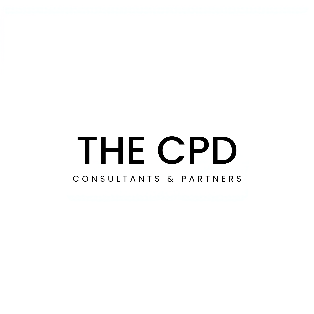 THE CPD
CONSULTANTS & PARTNERS